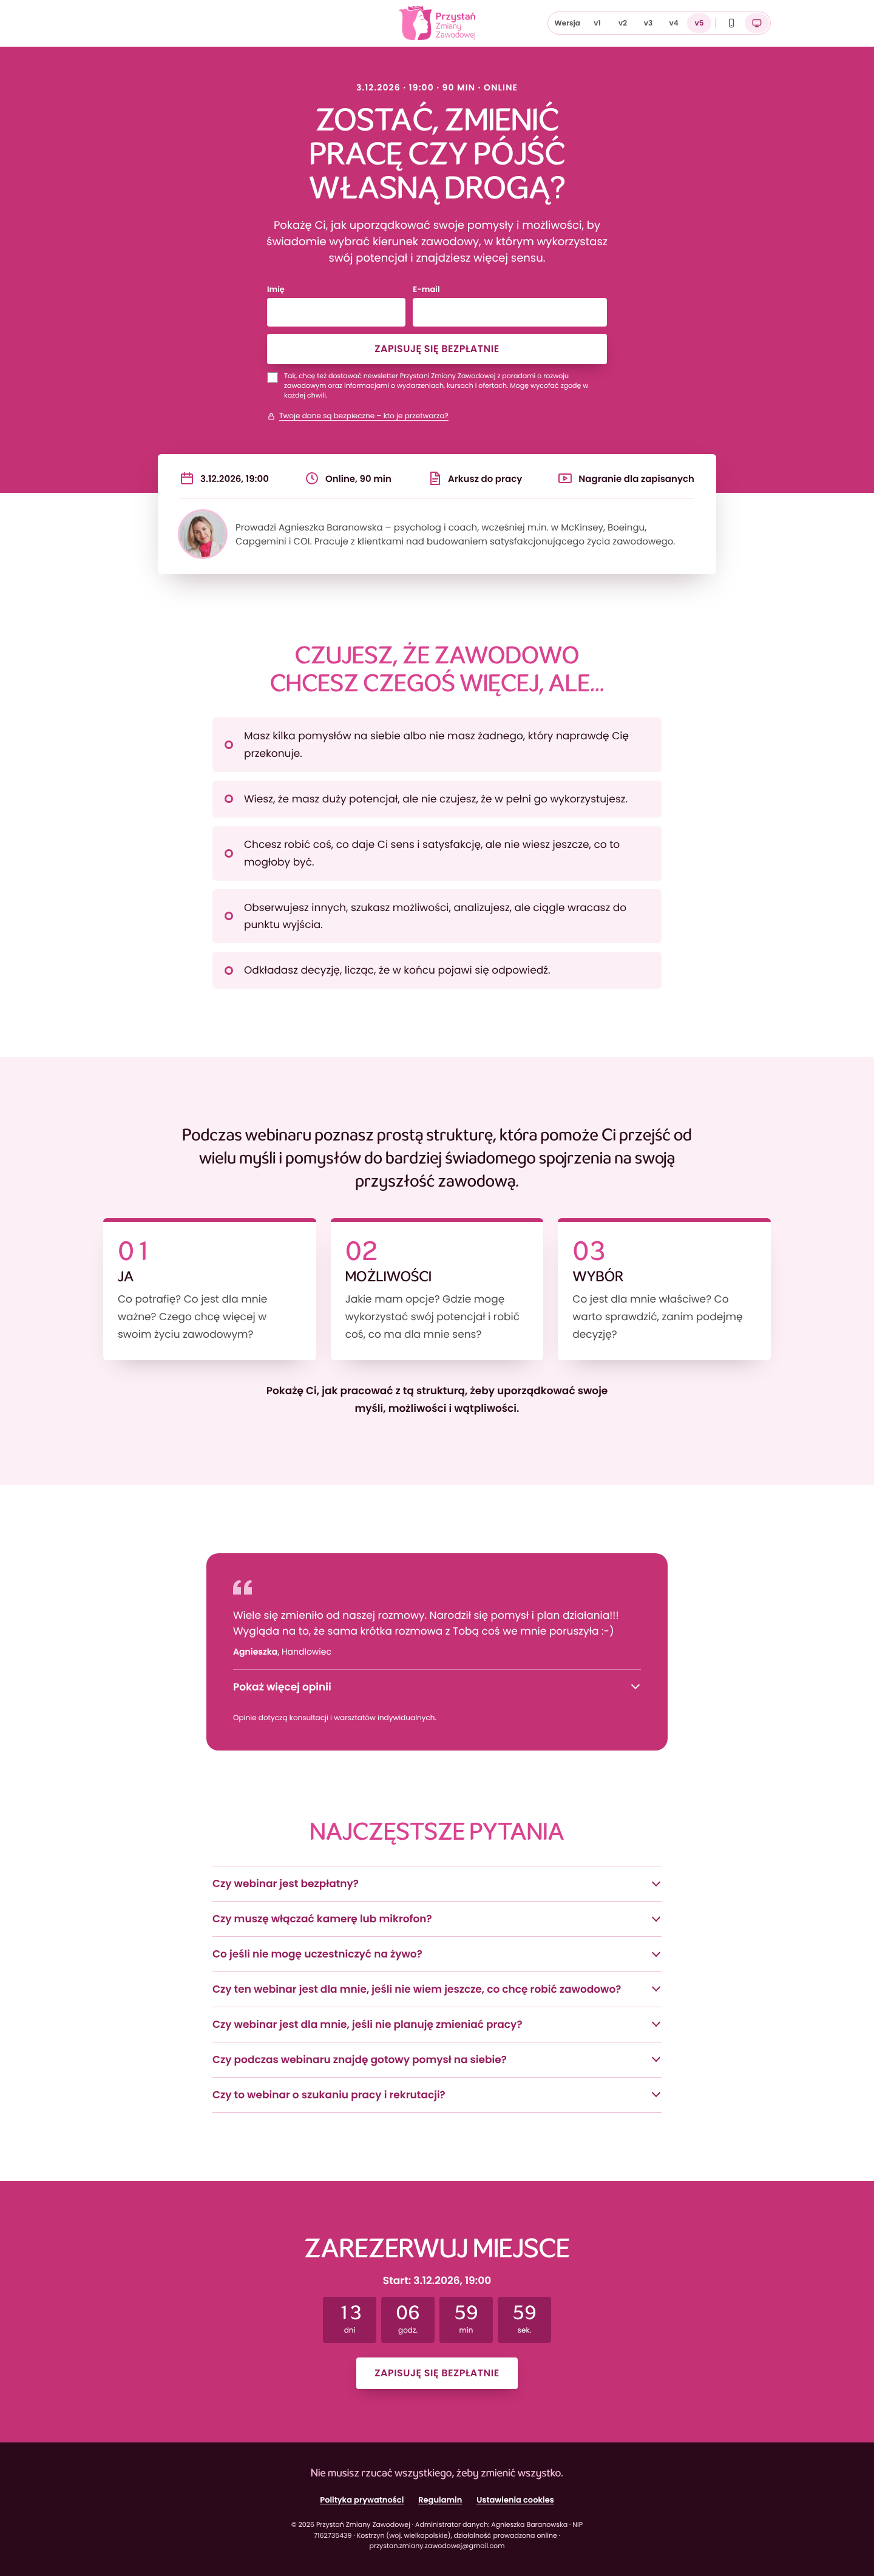 Przystań
Zmiany
Zawodowej
Wersja v1 v2 v3 v4 v5
3.12.2026 · 19:00 · 90 MIN · ONLINE
ZOSTAĆ, ZMIENIĆ
PRACĘ CZY PÓJŚĆ
WŁASNĄ DROGĄ?
Pokażę Ci, jak uporządkować swoje pomysły i możliwości, by
świadomie wybrać kierunek zawodowy, w którym wykorzystasz
swój potencjał i znajdziesz więcej sensu.
Imię
E-mail
ZAPISUJĘ SIĘ BEZPŁATNIE
Tak, chcę też dostawać newsletter Przystani Zmiany Zawodowej z poradami o rozwoju
zawodowym oraz informacjami o wydarzeniach, kursach i ofertach. Mogę wycofać zgodę w
każdej chwili.
Twoje dane są bezpieczne – kto je przetwarza?
3.12.2026, 19:00
Online, 90 min
Arkusz do pracy
Nagranie dla zapisanych
Prowadzi Agnieszka Baranowska – psycholog i coach, wcześniej m.in. w McKinsey, Boeingu,
Capgemini i COI. Pracuje z klientkami nad budowaniem satysfakcjonującego życia zawodowego.
CZUJESZ, ŻE ZAWODOWO
CHCESZ CZEGOŚ WIĘCEJ, ALE...
Masz kilka pomysłów na siebie albo nie masz żadnego, który naprawdę Cię
przekonuje.
Wiesz, że masz duży potencjał, ale nie czujesz, że w pełni go wykorzystujesz.
Chcesz robić coś, co daje Ci sens i satysfakcję, ale nie wiesz jeszcze, co to
mogłoby być.
Obserwujesz innych, szukasz możliwości, analizujesz, ale ciągle wracasz do
punktu wyjścia.
Odkładasz decyzję, licząc, że w końcu pojawi się odpowiedź.
Podczas webinaru poznasz prostą strukturę, która pomoże Ci przejść od
wielu myśli i pomysłów do bardziej świadomego spojrzenia na swoją
przyszłość zawodową.
01
JA
Co potrafię? Co jest dla mnie
ważne? Czego chcę więcej w
swoim życiu zawodowym?
02
MOŻLIWOŚCI
Jakie mam opcje? Gdzie mogę
wykorzystać swój potencjał i robić
coś, co ma dla mnie sens?
03
WYBÓR
Co jest dla mnie właściwe? Co
warto sprawdzić, zanim podejmę
decyzję?
Pokażę Ci, jak pracować z tą strukturą, żeby uporządkować swoje
myśli, możliwości i wątpliwości.
Wiele się zmieniło od naszej rozmowy. Narodził się pomysł i plan działania!!!
Wygląda na to, że sama krótka rozmowa z Tobą coś we mnie poruszyła :-)
Agnieszka, Handlowiec
Pokaż więcej opinii
Opinie dotyczą konsultacji i warsztatów indywidualnych.
NAJCZĘSTSZE PYTANIA
Czy webinar jest bezpłatny?
Czy muszę włączać kamerę lub mikrofon?
Co jeśli nie mogę uczestniczyć na żywo?
Czy ten webinar jest dla mnie, jeśli nie wiem jeszcze, co chcę robić zawodowo?
Czy webinar jest dla mnie, jeśli nie planuję zmieniać pracy?
Czy podczas webinaru znajdę gotowy pomysł na siebie?
Czy to webinar o szukaniu pracy i rekrutacji?
ZAREZERWUJ MIEJSCE
Start: 3.12.2026, 19:00
13 06 59 59
dni godz. min sek.
ZAPISUJĘ SIĘ BEZPŁATNIE
Nie musisz rzucać wszystkiego, żeby zmienić wszystko.
Polityka prywatności Regulamin Ustawienia cookies
© 2026 Przystań Zmiany Zawodowej · Administrator danych: Agnieszka Baranowska · NIP
7162735439 · Kostrzyn (woj. wielkopolskie), działalność prowadzona online ·
przystan.zmiany.zawodowej@gmail.com